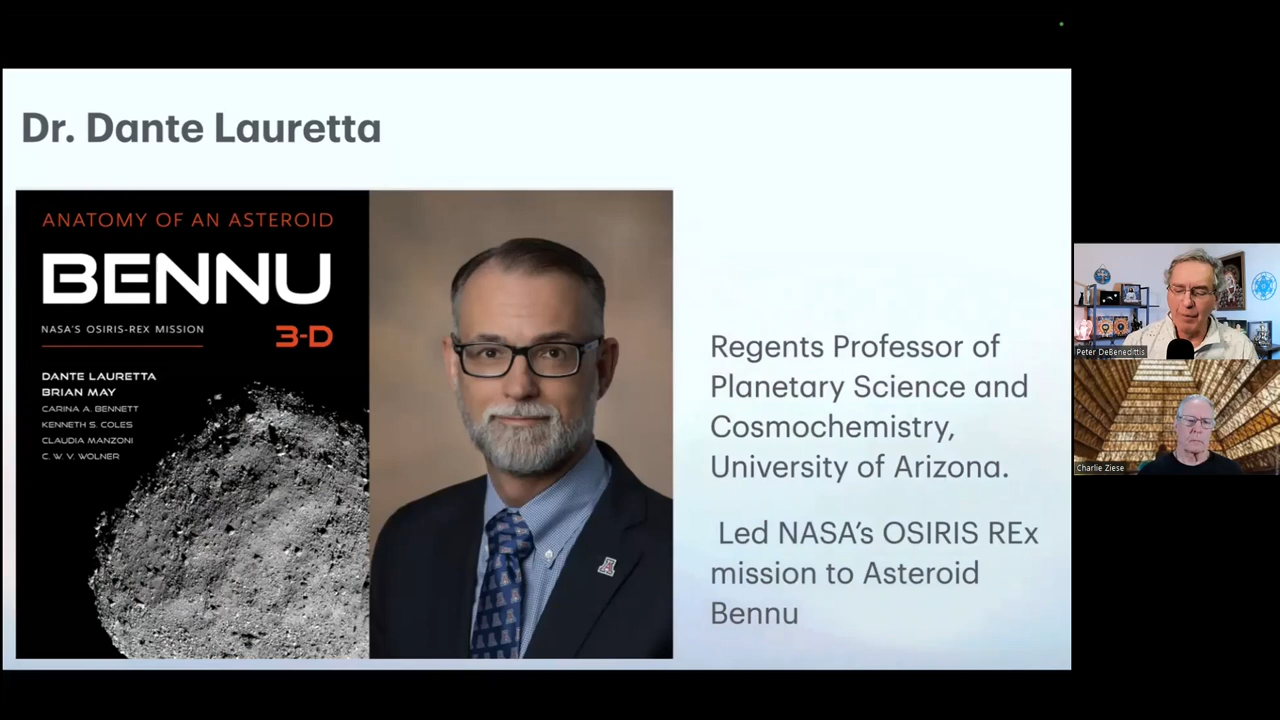 Dr. Dante Lauretta
ANATOMY OF AN ASTEROID
BENNU
NASA'S OSIRIS-REX MISSION
3-D
DANTE LAURETTA
BRIAN MAY
CARINA A. BENNETT
KENNETH S. COLES
CLAUDIA MANZONI
C. W. V. WOLNER
A
Regents Professor of
Planetary Science and
Cosmochemistry,
University of Arizona.
Led NASA's OSIRIS REx
mission to Asteroid
Bennu
Peter DeBenedittis
Charlie Ziese